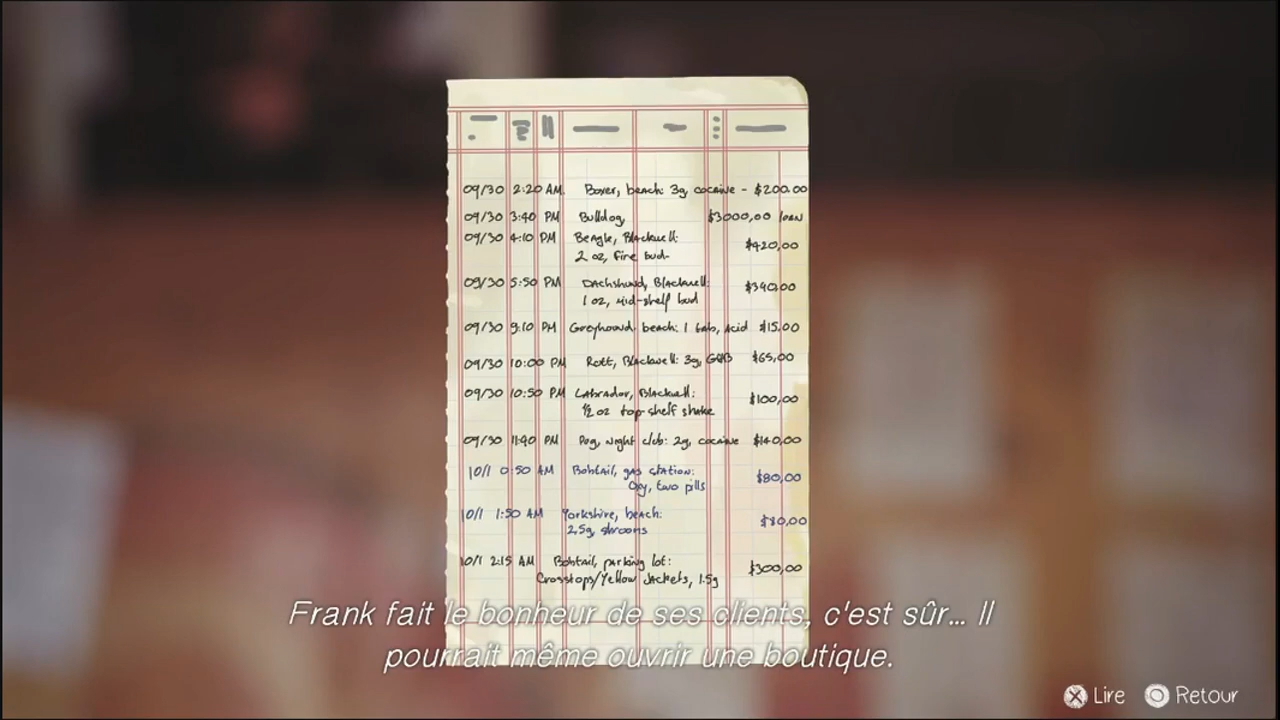 09/30 2:20 AM. Boxer, beach: 3g, cocaine - $200.00
09/30 3:40 PM Bulldog, $3000,00 loan
09/30 4:10 PM Beagle, Blackwell:
2 oz, fire bud- $420,00
09/30 5:50 PM Dachshund, Blackwell:
1 oz, mid-shelf bud $340,00
09/30 9:10 PM Greyhound, beach: 1 tab, acid $15.00
09/30 10:00 PM Rott, Blackwell: 3g, GHB $65,00
09/30 10:50 PM Labrador, Blackwell:
1/2 oz top-shelf shake $100,00
09/30 11:40 PM Pug, night club: 2g, cocaine $140,00
10/1 0:50 AM Bobtail, gas station:
Oxy, two pills $80,00
10/1 1:50 AM Yorkshire, beach:
2.5g, shrooms
10/1 2:15 AM Bobtail, parking lot:
Crosstops/Yellow Jackets, 1.5g $300,00
Frank fait le bonheur de ses clients, c'est sûr... Il
pourrait même ouvrir une boutique.
Lire Retour